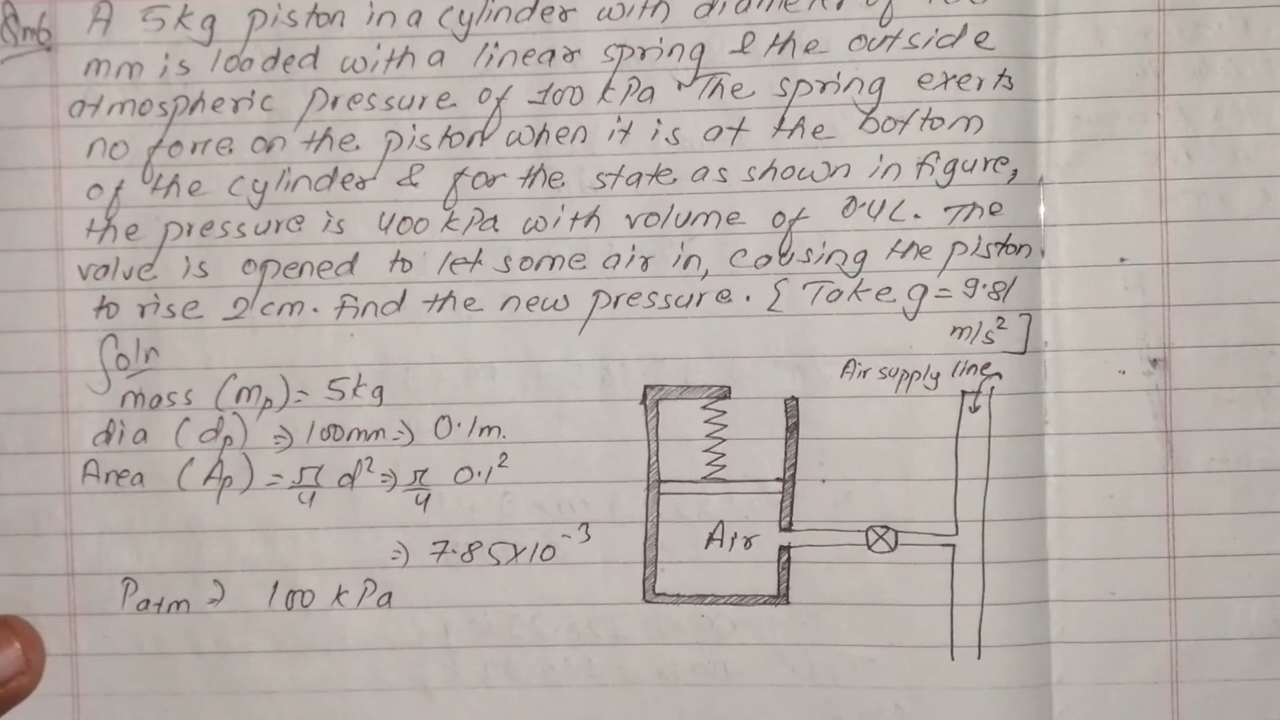 A 5kg piston in a cylinder with diameter of
mm is loaded with a linear spring & the outside
atmospheric pressure of 100 kPa The spring exerts
no force on the piston when it is at the bottom
of the cylinder & for the state as shown in figure,
the pressure is 400 kPa with volume of 0.4L. The
valve is opened to let some air in, cousing the piston
to rise 2 cm. find the new pressure. [ Take g = 9.81
m/s² ]
Soln
mass (mp) = 5kg
dia (dp) ⇒ 100mm ⇒ 0.1m.
Area (Ap) = π/4 d² ⇒ π/4 0.1²
⇒ 7.85×10⁻³
Patm ⇒ 100 kPa
Air supply line
Air